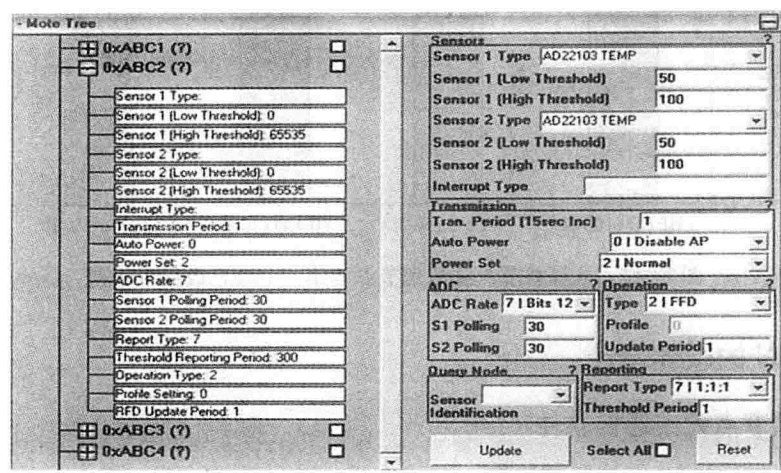 - Mote Tree
0xABC1 (?)
0xABC2 (?)
Sensor 1 Type:
Sensor 1 (Low Threshold): 0
Sensor 1 (High Threshold): 65535
Sensor 2 Type:
Sensor 2 (Low Threshold): 0
Sensor 2 (High Threshold): 65535
Interrupt Type:
Transmission Period: 1
Auto Power: 0
Power Set: 2
ADC Rate: 7
Sensor 1 Polling Period: 30
Sensor 2 Polling Period: 30
Report Type: 7
Threshold Reporting Period: 300
Operation Type: 2
Profile Setting: 0
RFD Update Period: 1
0xABC3 (?)
0xABC4 (?)
Sensors ?
Sensor 1 Type AD22103 TEMP
Sensor 1 (Low Threshold) 50
Sensor 1 (High Threshold) 100
Sensor 2 Type AD22103 TEMP
Sensor 2 (Low Threshold) 50
Sensor 2 (High Threshold) 100
Interrupt Type
Transmission ?
Tran. Period (15sec Inc) 1
Auto Power 0 | Disable AP
Power Set 2 | Normal
ADC ?
ADC Rate 7 | Bits 12
S1 Polling 30
S2 Polling 30
Operation ?
Type 2 | FFD
Profile 0
Update Period 1
Query Node ?
Sensor
Identification
Reporting ?
Report Type 7 | 1:1:1
Threshold Period 1
Update
Select All
Reset